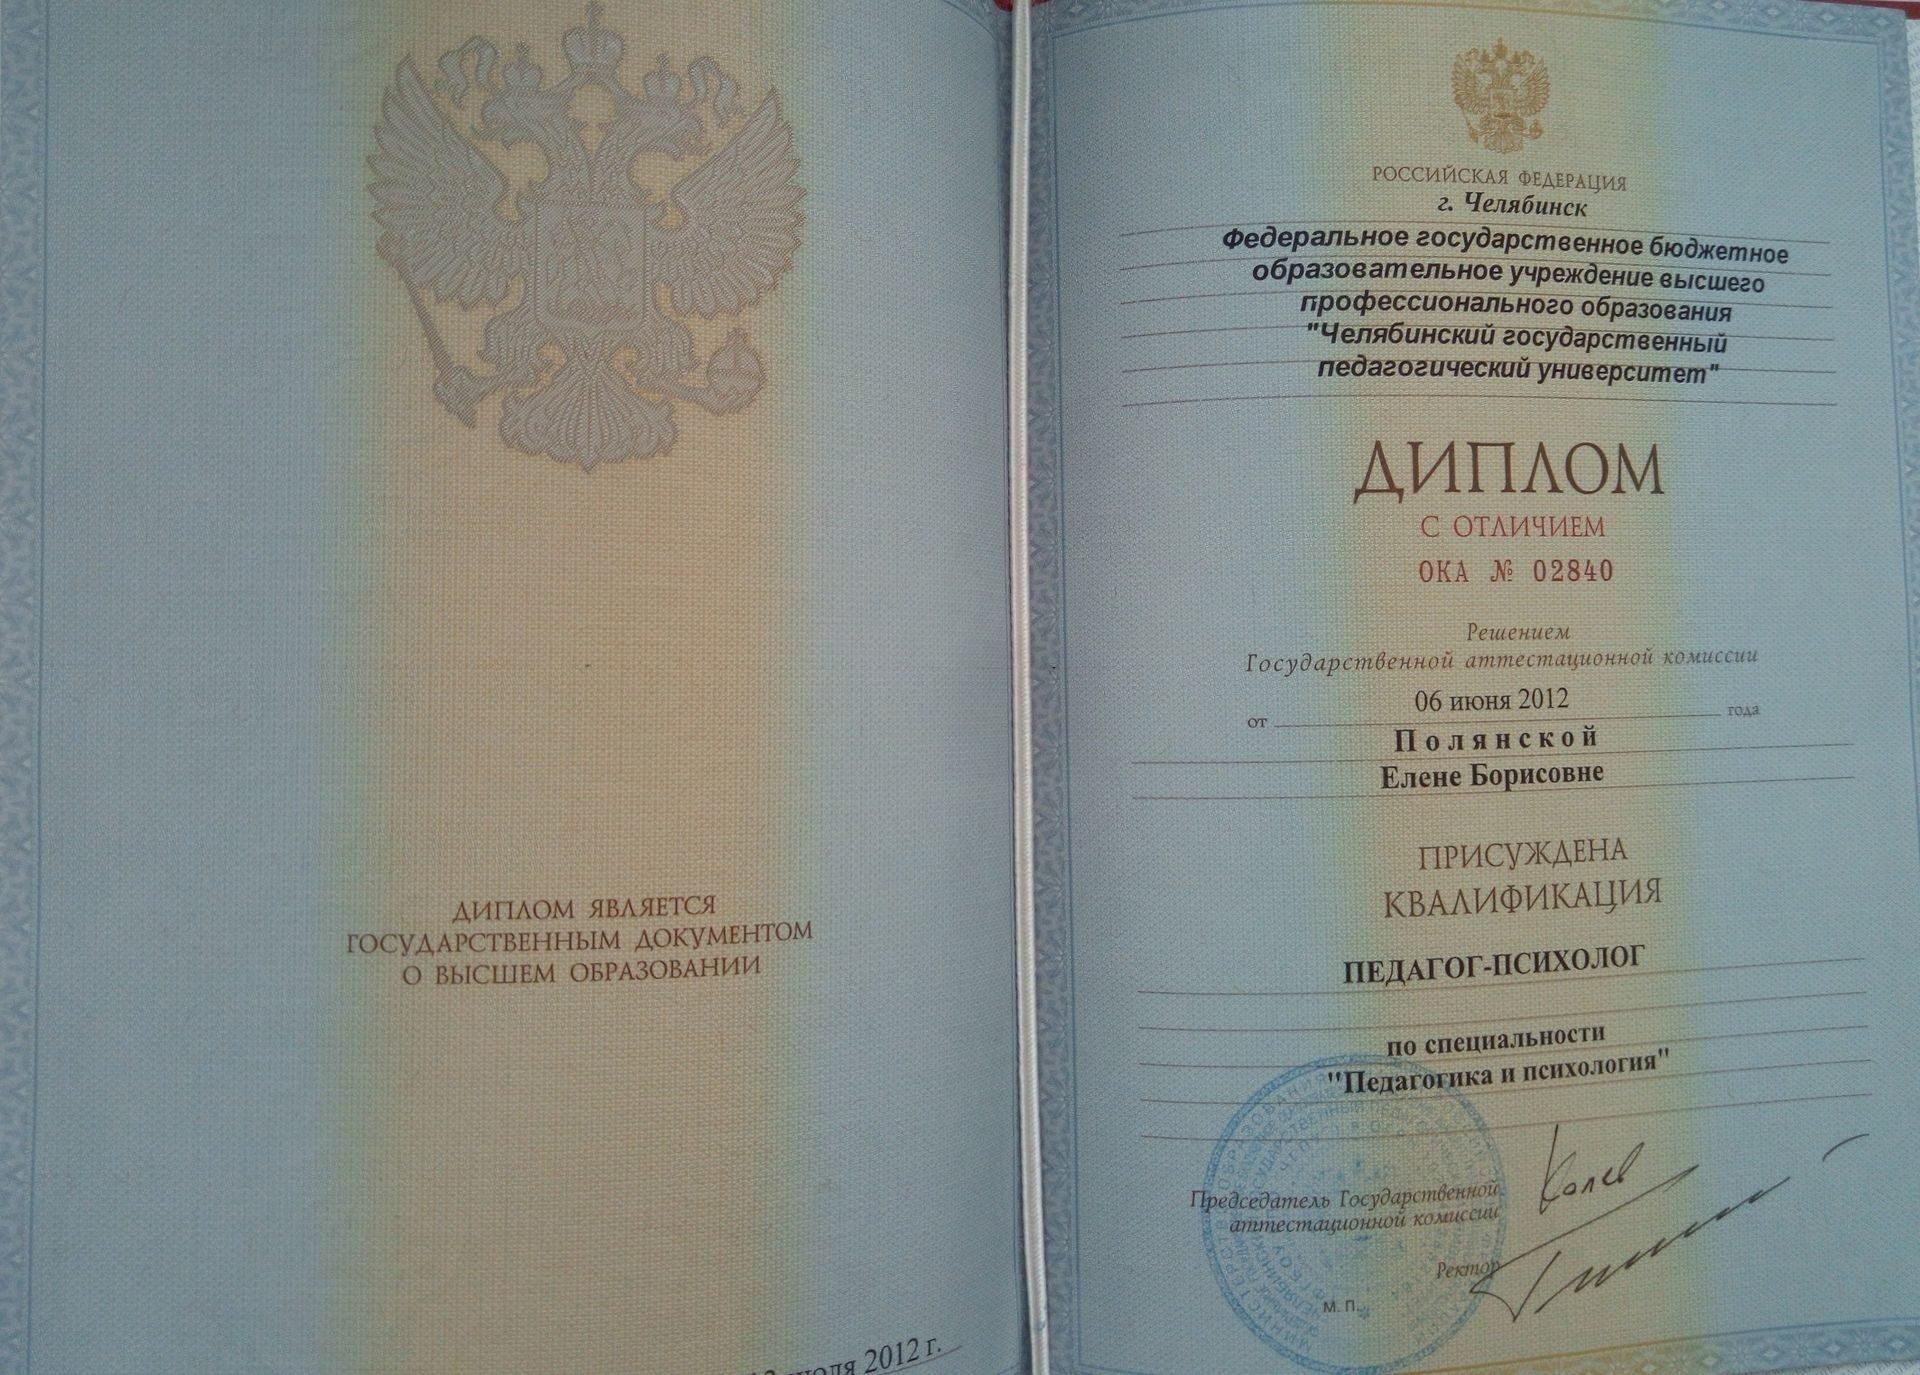 ДИПЛОМ ЯВЛЯЕТСЯ
ГОСУДАРСТВЕННЫМ ДОКУМЕНТОМ
О ВЫСШЕМ ОБРАЗОВАНИИ
июля 2012 г.
РОССИЙСКАЯ ФЕДЕРАЦИЯ
г. Челябинск
Федеральное государственное бюджетное
образовательное учреждение высшего
профессионального образования
"Челябинский государственный
педагогический университет"
ДИПЛОМ
С ОТЛИЧИЕМ
ОКА № 02840
Решением
Государственной аттестационной комиссии
от 06 июня 2012 года
Полянской
Елене Борисовне
ПРИСУЖДЕНА
КВАЛИФИКАЦИЯ
ПЕДАГОГ-ПСИХОЛОГ
по специальности
"Педагогика и психология"
Председатель Государственной
аттестационной комиссии
Ректор
М. П.